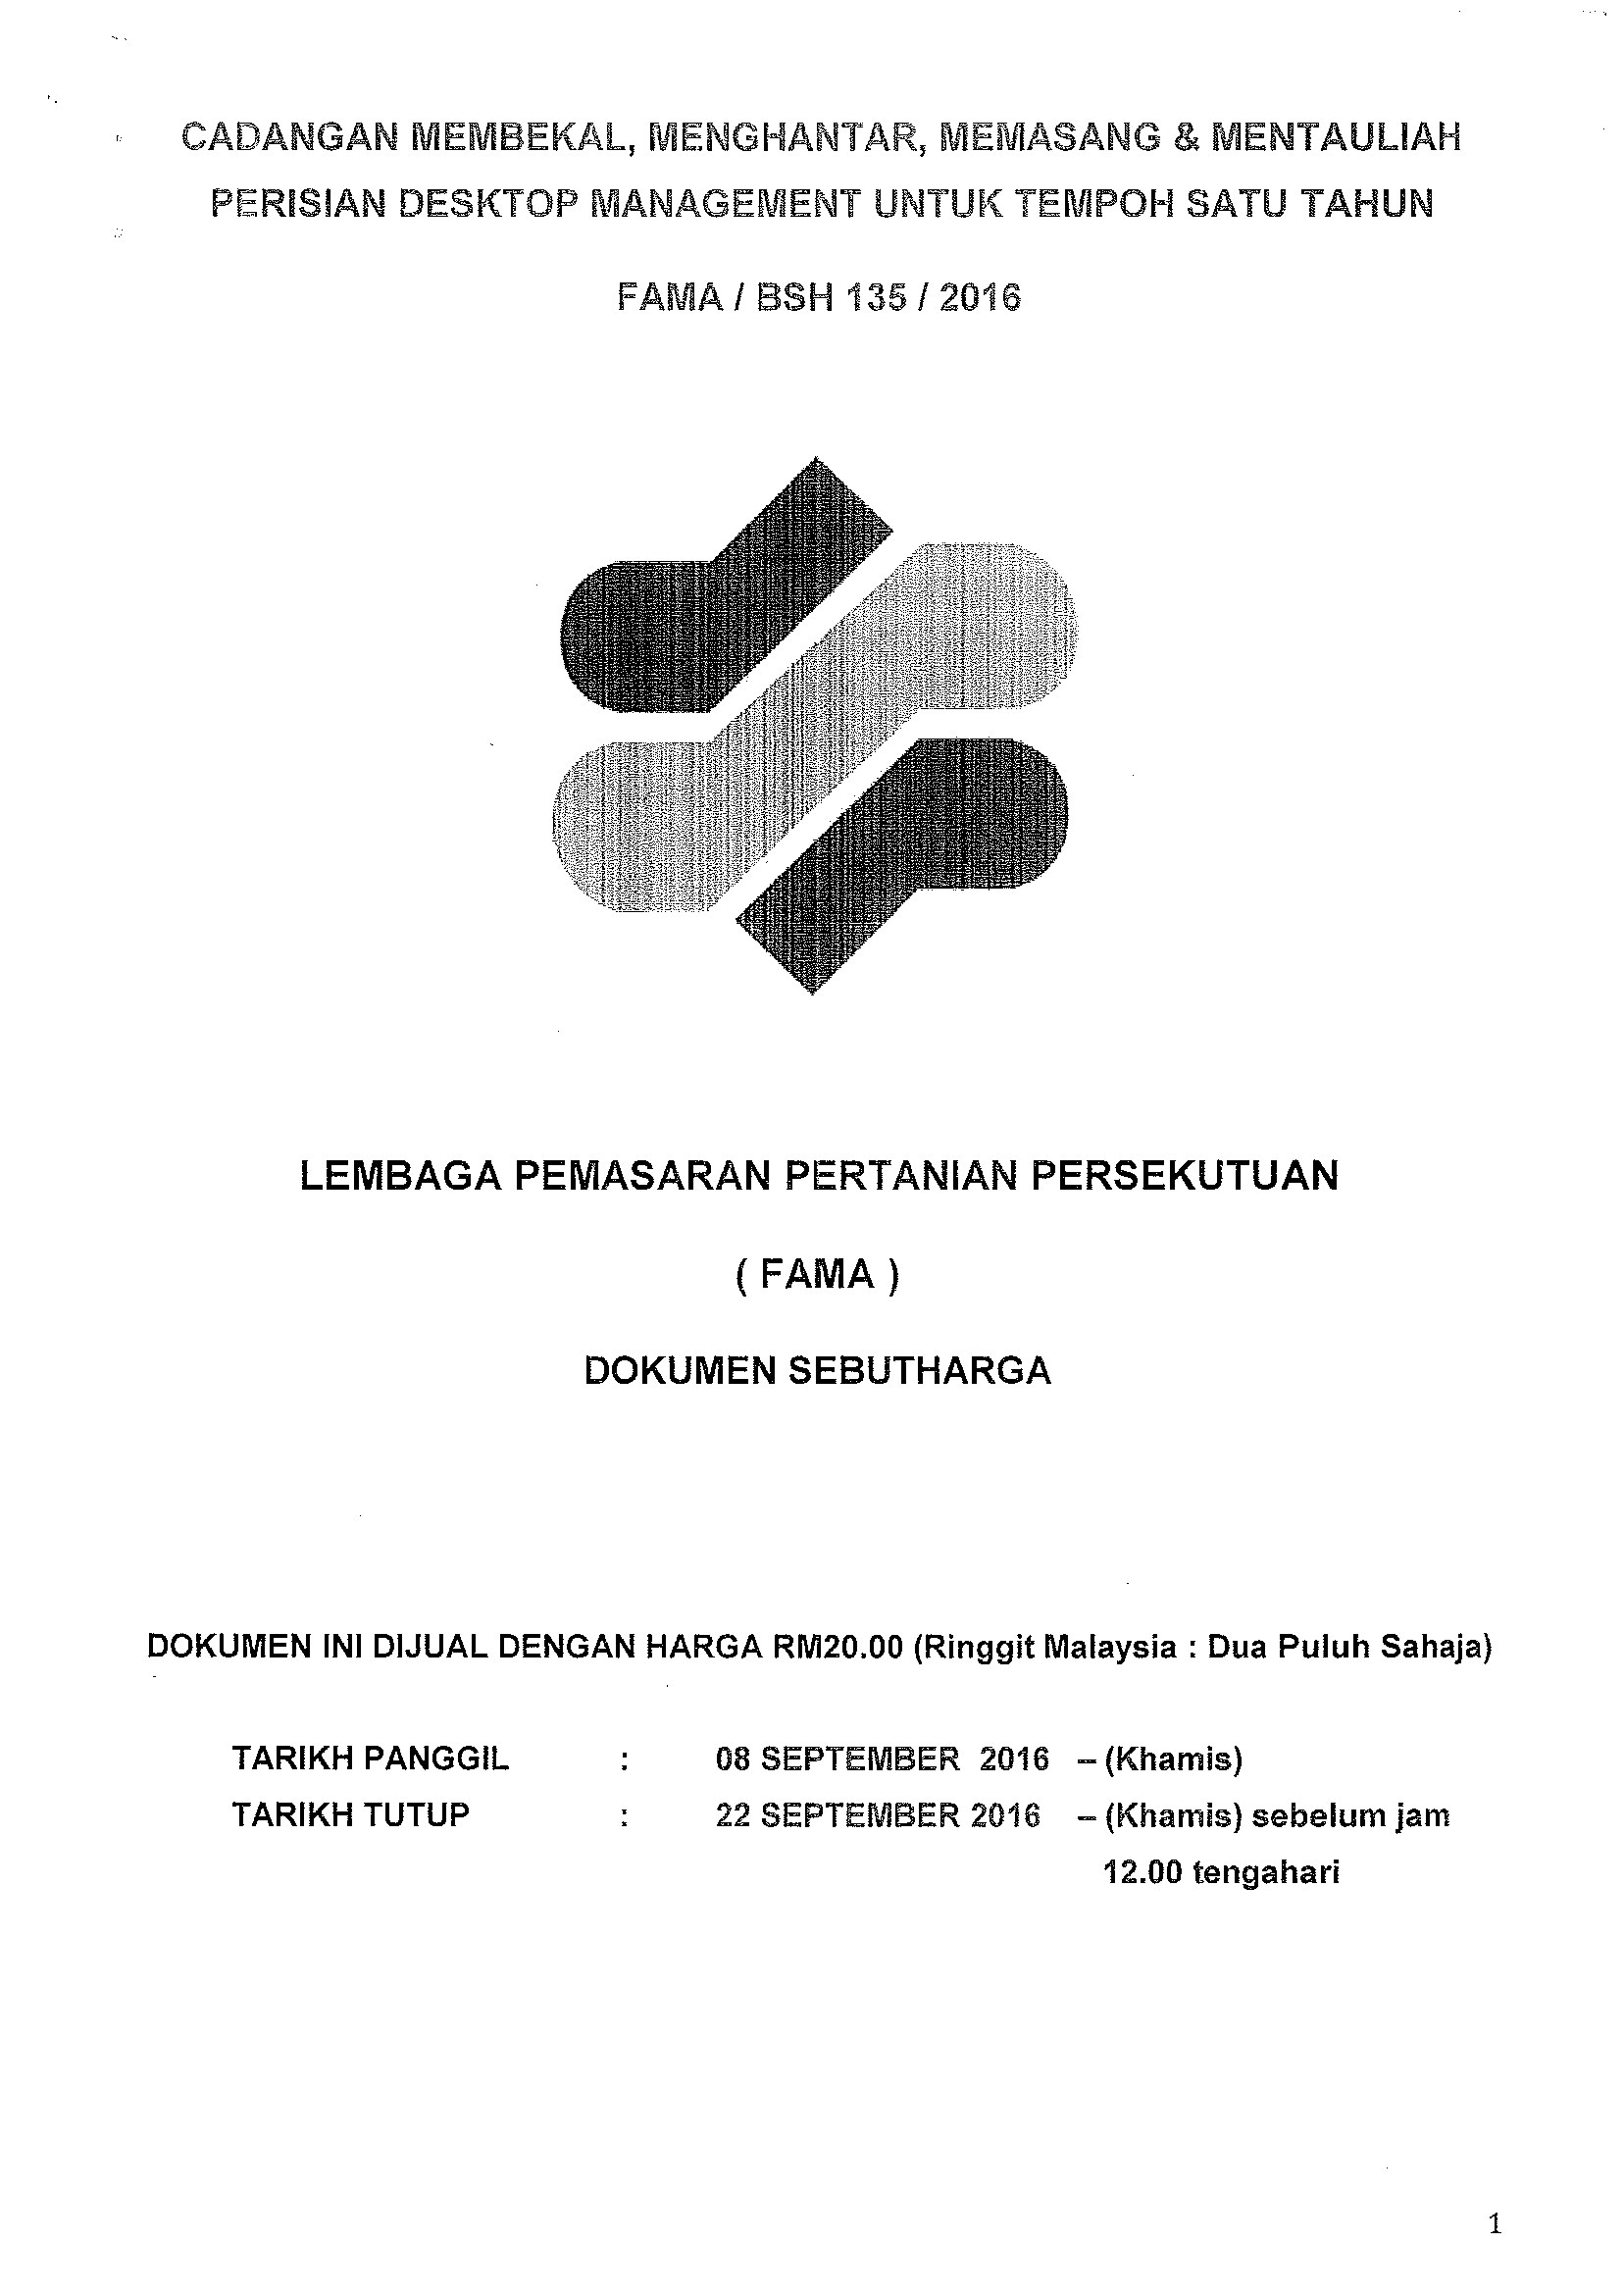 CADANGAN MEMBEKAL, MENGHANTAR, MEMASANG & MENTAULIAH
PERISIAN DESKTOP MANAGEMENT UNTUK TEMPOH SATU TAHUN
FAMA / BSH 135 / 2016
LEMBAGA PEMASARAN PERTANIAN PERSEKUTUAN
( FAMA )
DOKUMEN SEBUTHARGA
DOKUMEN INI DIJUAL DENGAN HARGA RM20.00 (Ringgit Malaysia : Dua Puluh Sahaja)
TARIKH PANGGIL : 08 SEPTEMBER 2016 – (Khamis)
TARIKH TUTUP : 22 SEPTEMBER 2016 – (Khamis) sebelum jam
12.00 tengahari
1